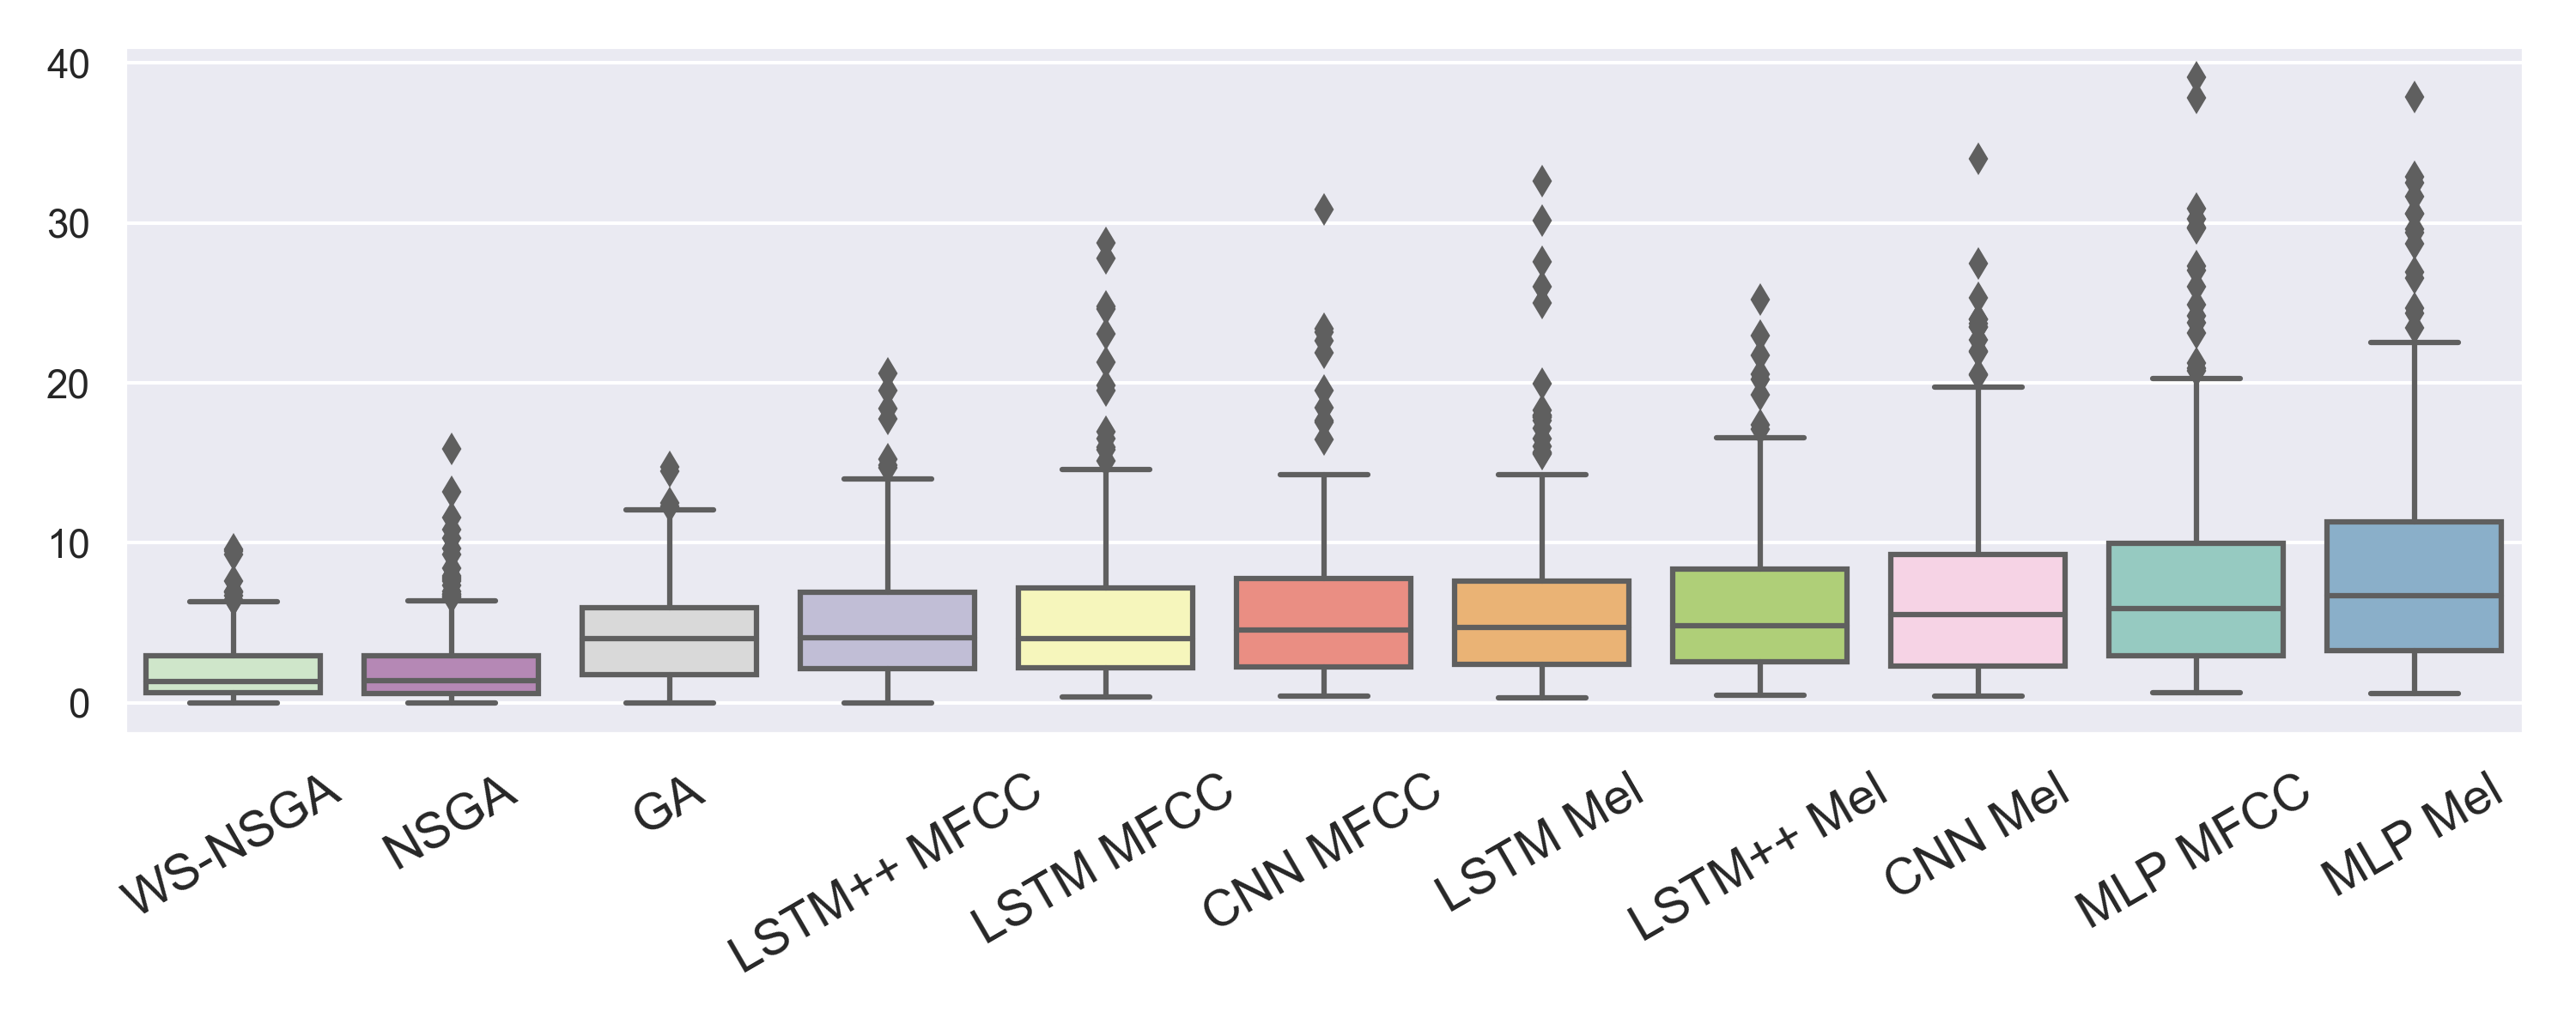 40
30
20
10
0
WS-NSGA
NSGA
GA
LSTM++ MFCC
LSTM MFCC
CNN MFCC
LSTM Mel
LSTM++ Mel
CNN Mel
MLP MFCC
MLP Mel